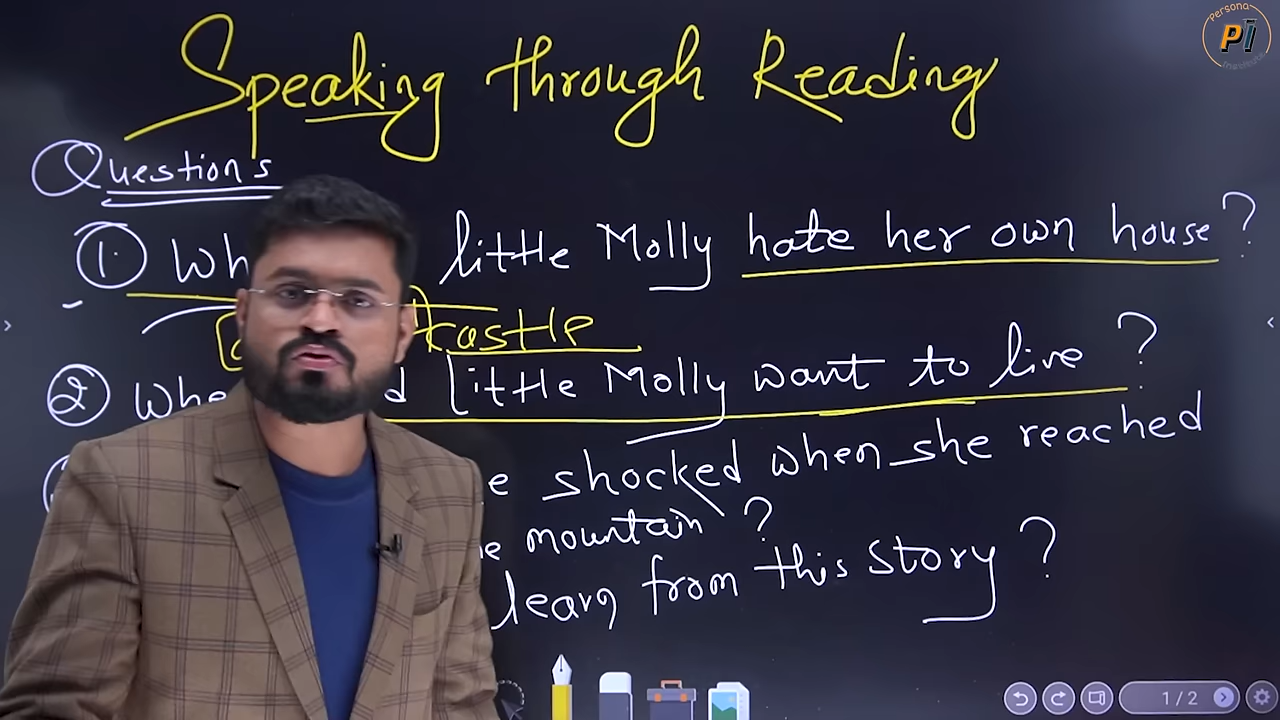 Speaking through Reading
Questions
① Wh little Molly hate her own house ?
castle
② Whe d little Molly want to live ?
e shocked when she reached
he mountain ?
learn from this story ?
Persona
PI
1/2